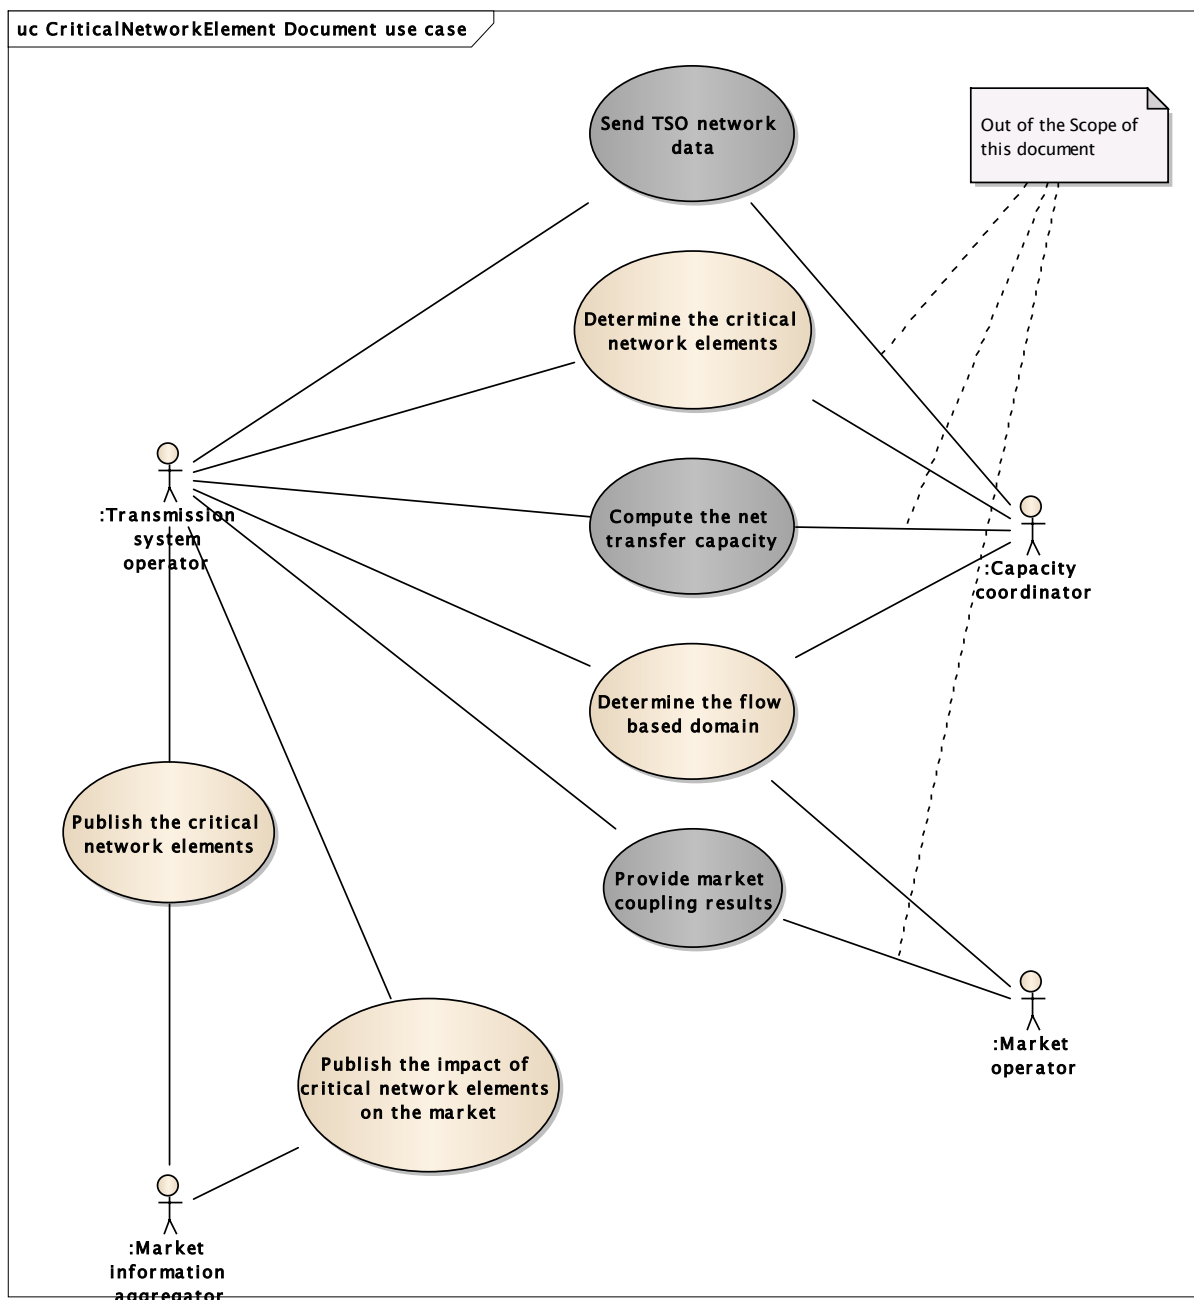 uc CriticalNetworkElement Document use case
Send TSO network
data
Out of the Scope of
this document
Determine the critical
network elements
:Transmission
system
operator
Compute the net
transfer capacity
:Capacity
coordinator
Determine the flow
based domain
Publish the critical
network elements
Provide market
coupling results
:Market
operator
Publish the impact of
critical network elements
on the market
:Market
information
aggregator